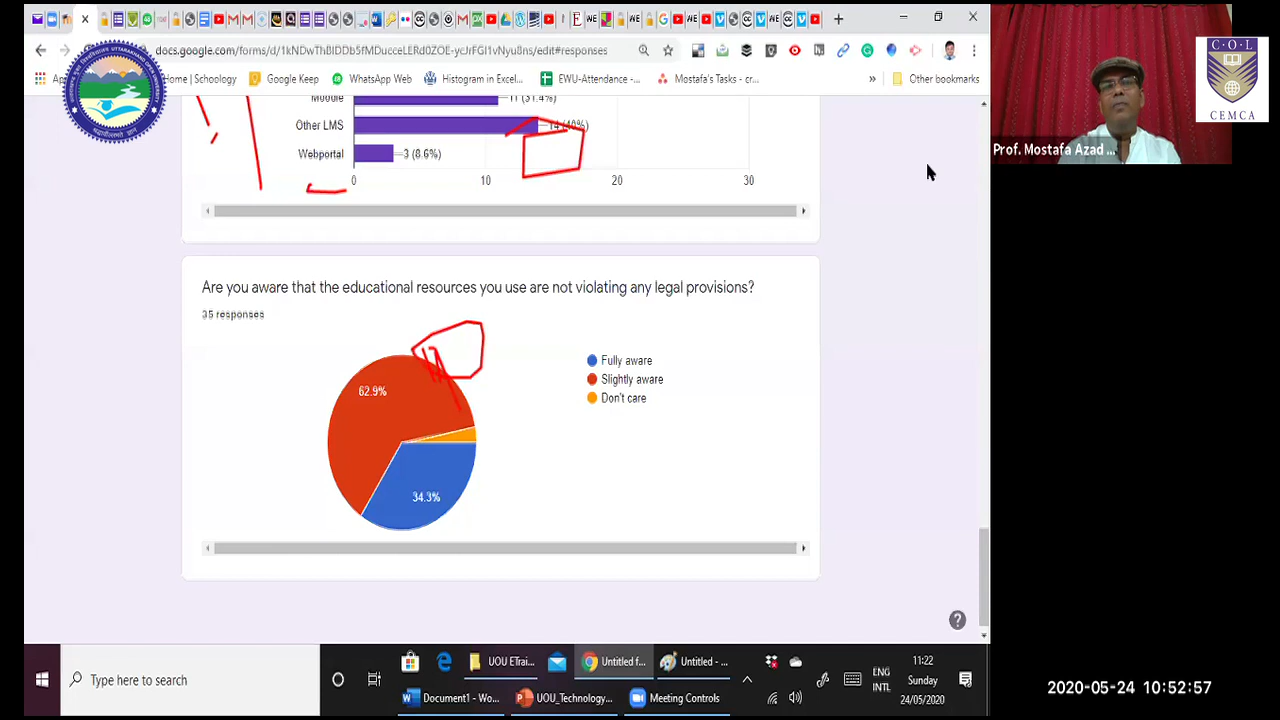 docs.google.com/forms/d/1kNDwThBIDDb5fMDucceLERd0ZOE-ycJrFGI1vNyu8ns/edit#responses
Home | Schoology
Google Keep
WhatsApp Web
Histogram in Excel...
EWU-Attendance -...
Mostafa's Tasks - c...
»
Other bookmarks
C·O·L
CEMCA
Prof. Mostafa Azad ...
Moodle
11 (31.4%)
Other LMS
14 (40%)
Webportal
3 (8.6%)
0
10
20
30
Are you aware that the educational resources you use are not violating any legal provisions?
35 responses
62.9%
34.3%
Fully aware
Slightly aware
Don't care
Type here to search
UOU ETrai...
Untitled f...
Untitled - ...
Document1 - Wo...
UOU_Technology...
Meeting Controls
ENG
INTL
11:22
Sunday
24/05/2020
2020-05-24 10:52:57